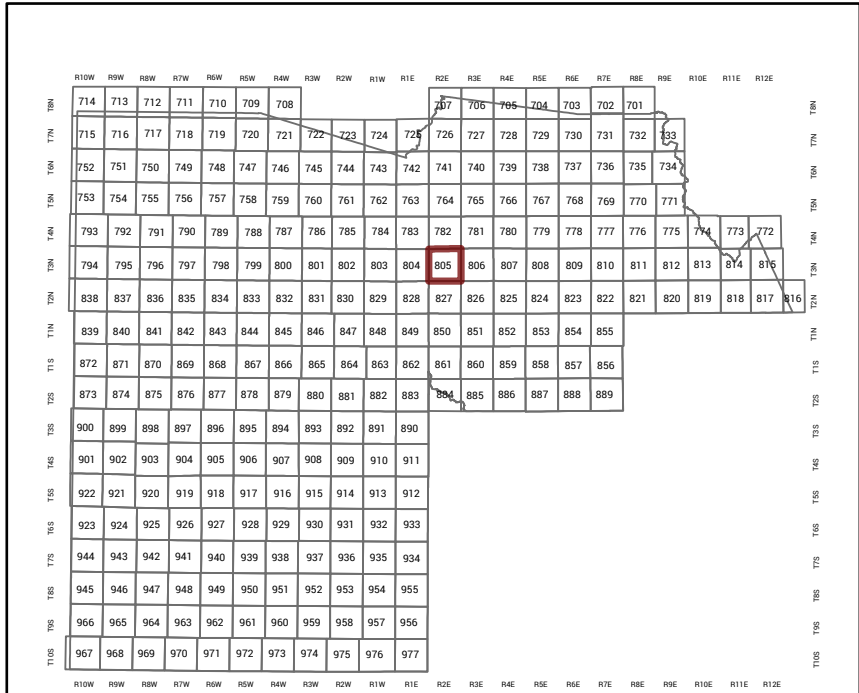 R10W R9W R8W R7W R6W R5W R4W R3W R2W R1W R1E R2E R3E R4E R5E R6E R7E R8E R9E R10E R11E R12E
T8N 714 713 712 711 710 709 708 707 706 705 704 703 702 701 T8N
T7N 715 716 717 718 719 720 721 722 723 724 725 726 727 728 729 730 731 732 733 T7N
T6N 752 751 750 749 748 747 746 745 744 743 742 741 740 739 738 737 736 735 734 T6N
T5N 753 754 755 756 757 758 759 760 761 762 763 764 765 766 767 768 769 770 771 T5N
T4N 793 792 791 790 789 788 787 786 785 784 783 782 781 780 779 778 777 776 775 774 773 772 T4N
T3N 794 795 796 797 798 799 800 801 802 803 804 805 806 807 808 809 810 811 812 813 814 815 T3N
T2N 838 837 836 835 834 833 832 831 830 829 828 827 826 825 824 823 822 821 820 819 818 817 816 T2N
T1N 839 840 841 842 843 844 845 846 847 848 849 850 851 852 853 854 855 T1N
T1S 872 871 870 869 868 867 866 865 864 863 862 861 860 859 858 857 856 T1S
T2S 873 874 875 876 877 878 879 880 881 882 883 884 885 886 887 888 889 T2S
T3S 900 899 898 897 896 895 894 893 892 891 890 T3S
T4S 901 902 903 904 905 906 907 908 909 910 911 T4S
T5S 922 921 920 919 918 917 916 915 914 913 912 T5S
T6S 923 924 925 926 927 928 929 930 931 932 933 T6S
T7S 944 943 942 941 940 939 938 937 936 935 934 T7S
T8S 945 946 947 948 949 950 951 952 953 954 955 T8S
T9S 966 965 964 963 962 961 960 959 958 957 956 T9S
T10S 967 968 969 970 971 972 973 974 975 976 977 T10S
R10W R9W R8W R7W R6W R5W R4W R3W R2W R1W R1E R2E R3E R4E R5E R6E R7E R8E R9E R10E R11E R12E